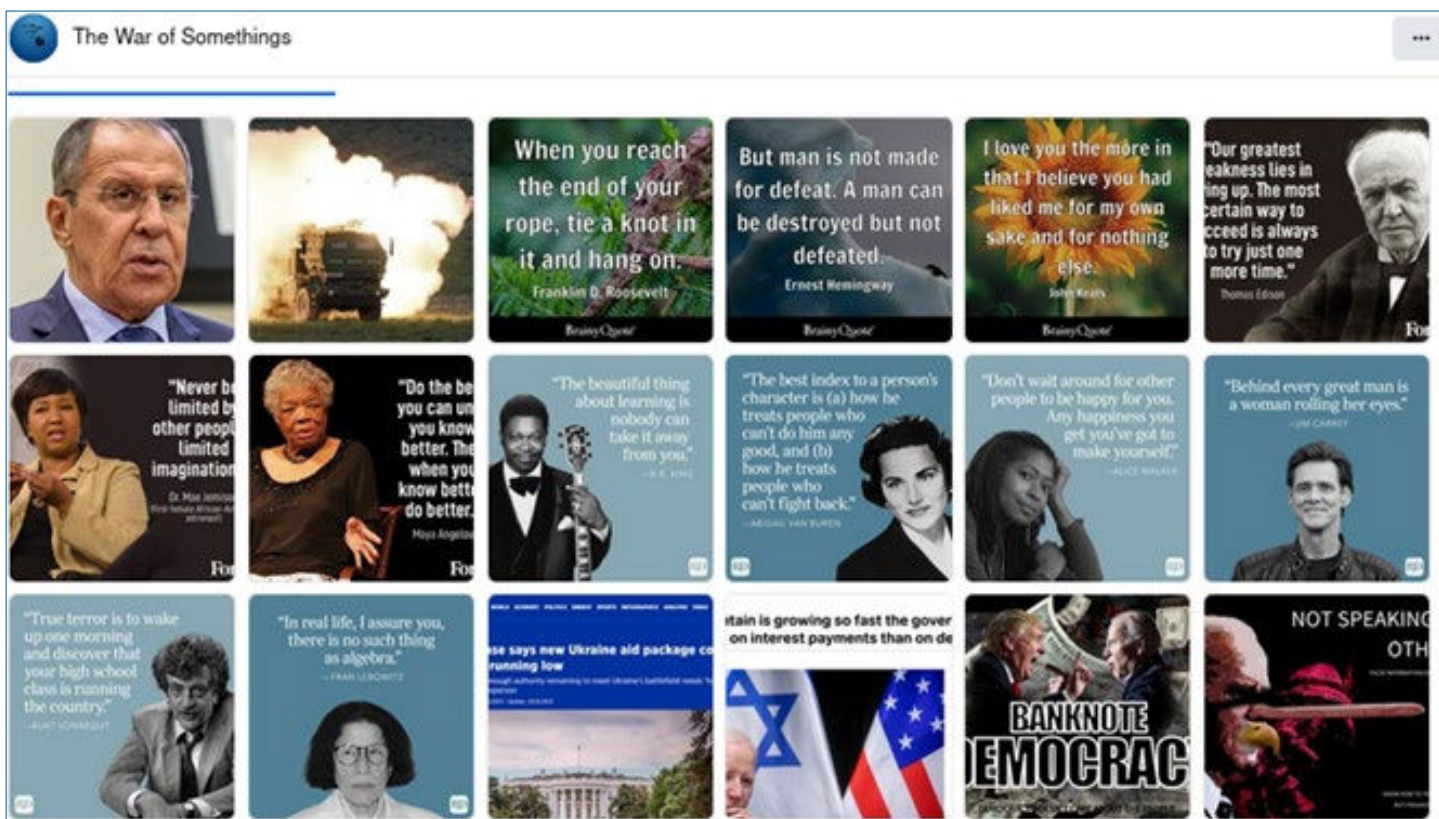 The War of Somethings
When you reach
the end of your
rope, tie a knot in
it and hang on.
Franklin D. Roosevelt
BrainyQuote
But man is not made
for defeat. A man can
be destroyed but not
defeated.
Ernest Hemingway
BrainyQuote
I love you the more in
that I believe you had
liked me for my own
sake and for nothing
else.
John Keats
BrainyQuote
"Our greatest
eakness lies in
ing up. The most
certain way to
cceed is always
to try just one
more time."
Thomas Edison
For
"Never be
limited by
other peopl
limited
imagination
Dr. Mae Jemiso
For
"Do the be
you can un
you know
better. The
when you
know bette
do better.
Maya Angelou
For
"The beautiful thing
about learning is
nobody can
take it away
from you."
—B.B. KING
"The best index to a person's
character is (a) how he
treats people who
can't do him any
good, and (b)
how he treats
people who
can't fight back."
—ABIGAIL VAN BUREN
"Don't wait around for other
people to be happy for you.
Any happiness you
get you've got to
make yourself."
—ALICE WALKER
"Behind every great man is
a woman rolling her eyes."
—JIM CARREY
"True terror is to wake
up one morning
and discover that
your high school
class is running
the country."
—KURT VONNEGUT
"In real life, I assure you,
there is no such thing
as algebra."
—FRAN LEBOWITZ
se says new Ukraine aid package co
running low
tain is growing so fast the gover
on interest payments than on de
BANKNOTE
DEMOCRAC
NOT SPEAKING
OTH